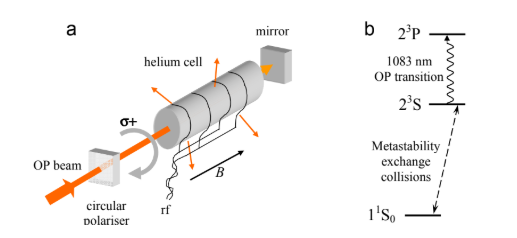 a
mirror
helium cell
σ+
OP beam
circular
polariser
rf
B
b
2³P
1083 nm
OP transition
2³S
Metastability
exchange
collisions
1¹S₀